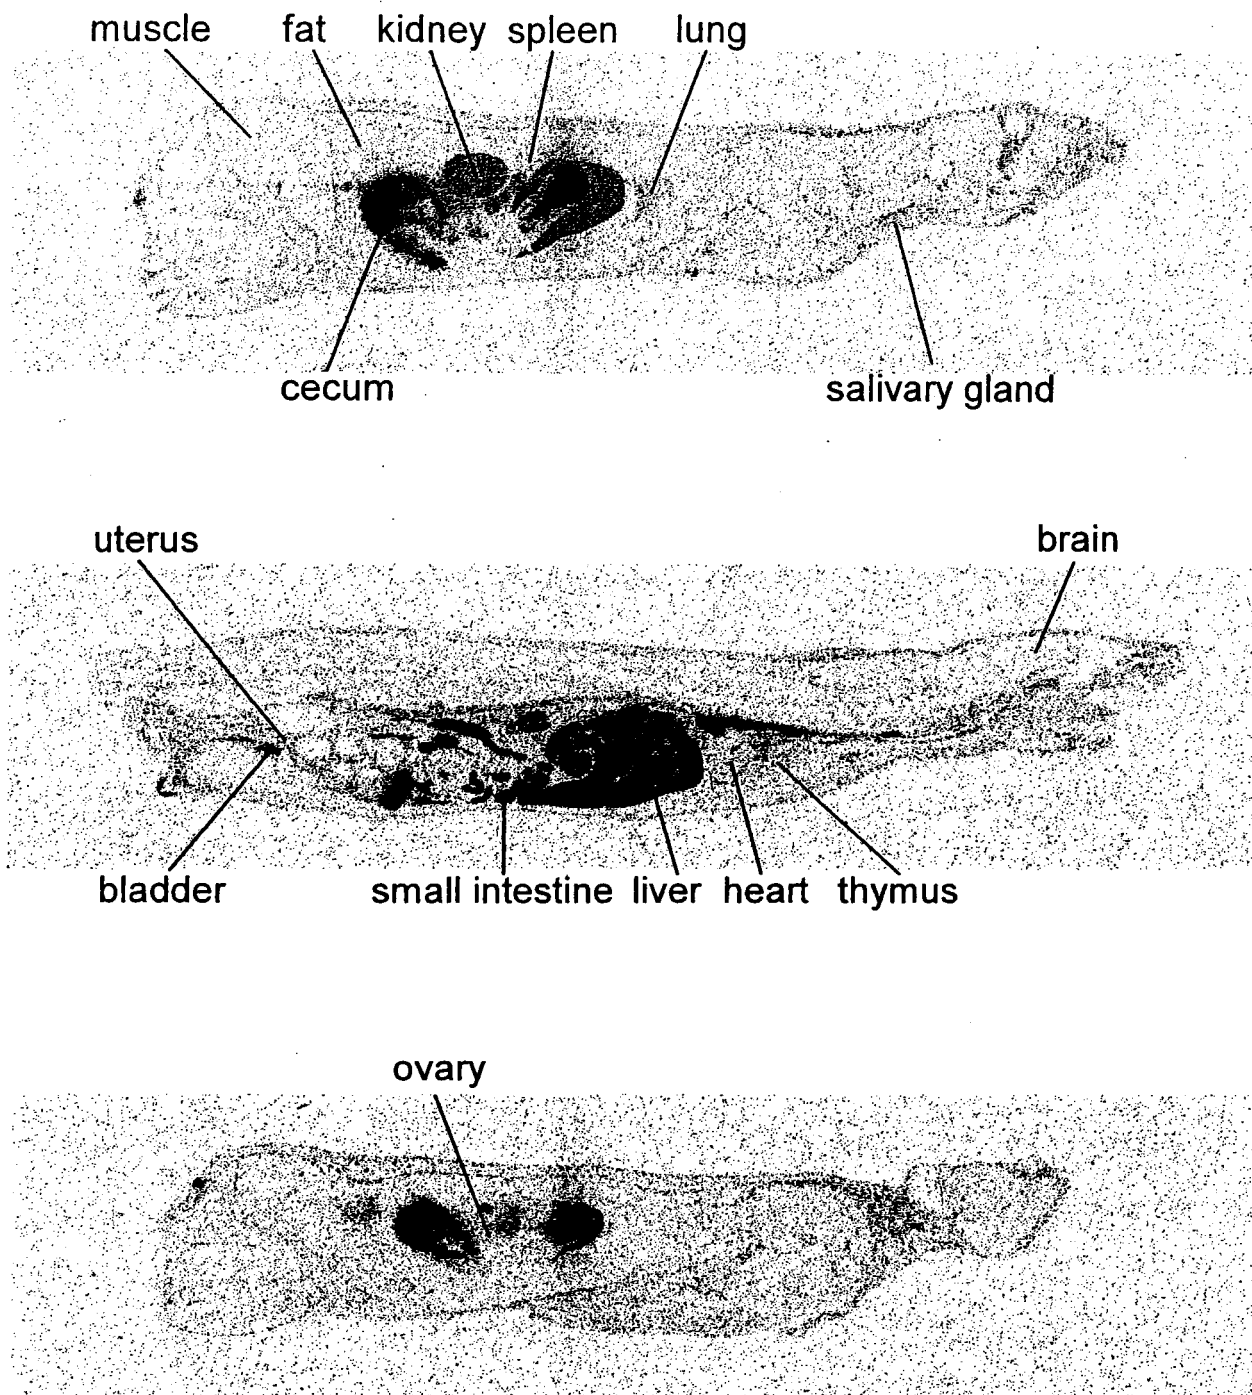 muscle fat kidney spleen lung
cecum salivary gland
uterus brain
bladder small intestine liver heart thymus
ovary